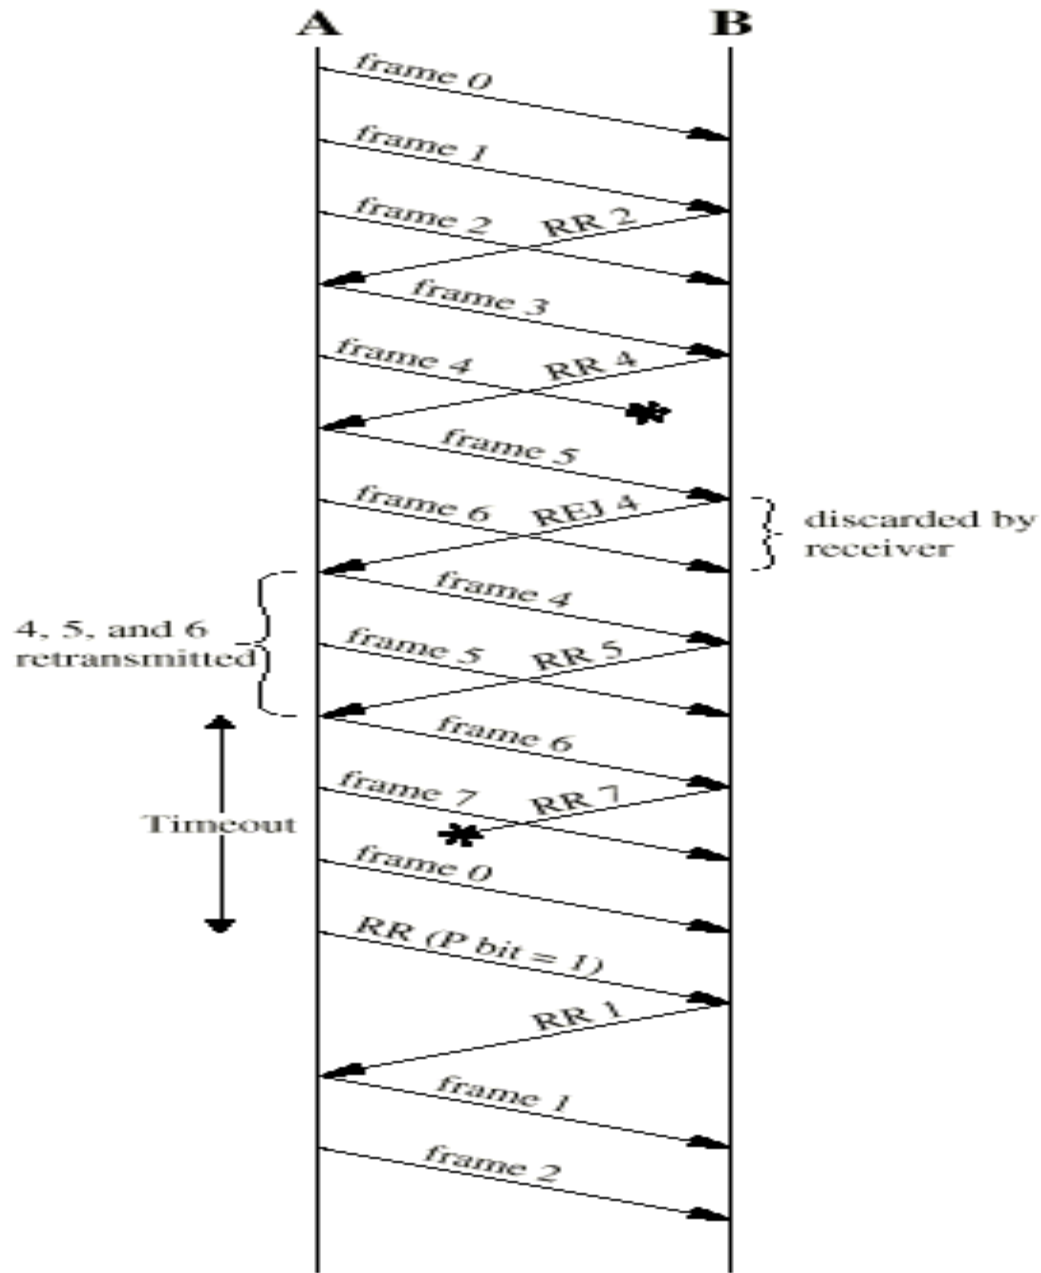 A
B
frame 0
frame 1
frame 2
RR 2
frame 3
frame 4
RR 4
frame 5
frame 6
REJ 4
discarded by
receiver
frame 4
4, 5, and 6
retransmitted
frame 5
RR 5
frame 6
frame 7
RR 7
Timeout
frame 0
RR (P bit = 1)
RR 1
frame 1
frame 2